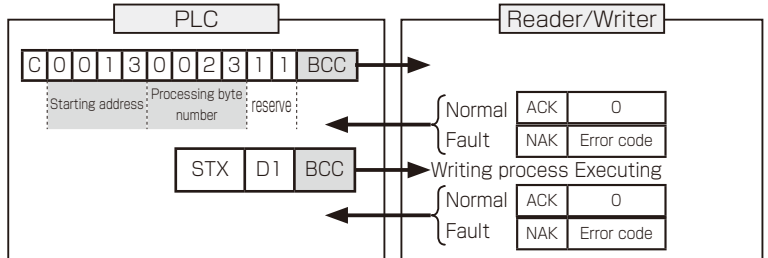 PLC
Reader/Writer
C 0 0 1 3 0 0 2 3 1 1 BCC
Starting address
Processing byte
number
reserve
Normal ACK 0
Fault NAK Error code
STX D1 BCC
Writing process Executing
Normal ACK 0
Fault NAK Error code